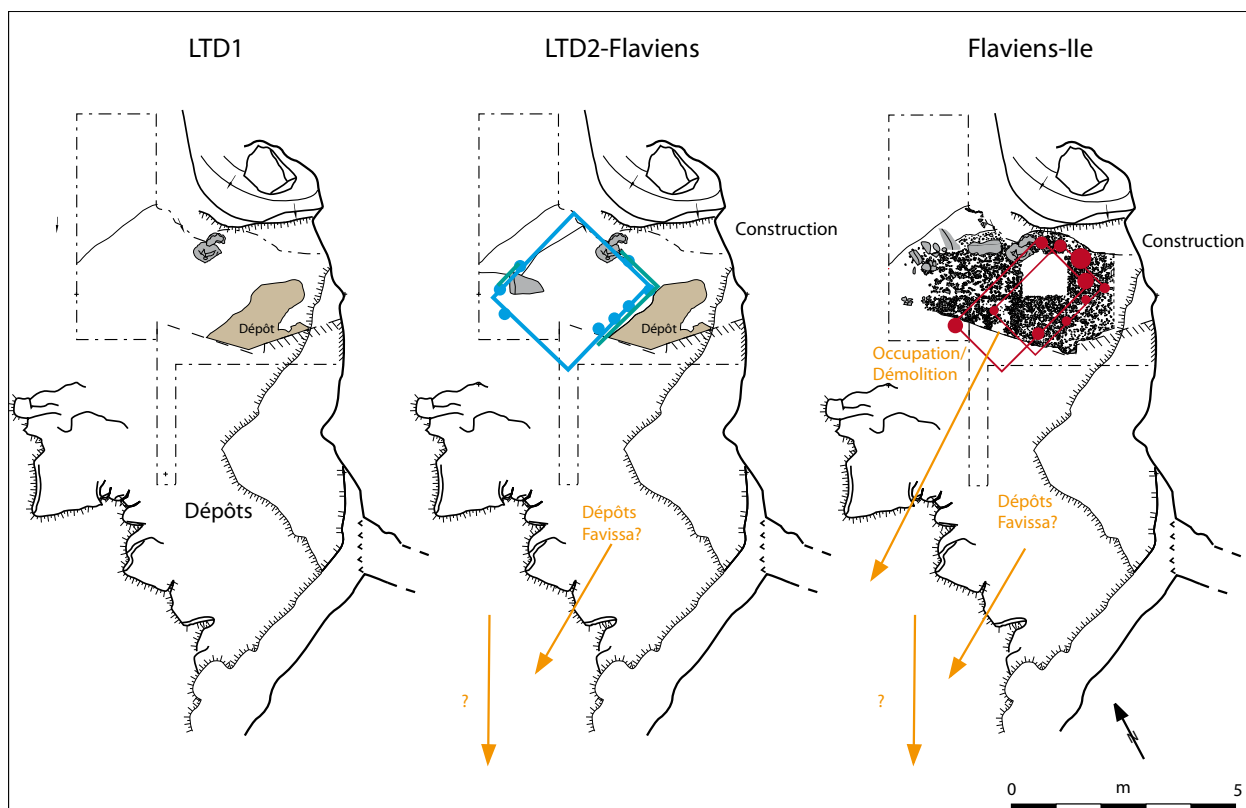 LTD1
LTD2-Flaviens
Flaviens-IIe
Construction
Construction
Dépôt
Dépôt
Occupation/
Démolition
Dépôts
Dépôts
Favissa?
Dépôts
Favissa?
?
?
N
0 m 5